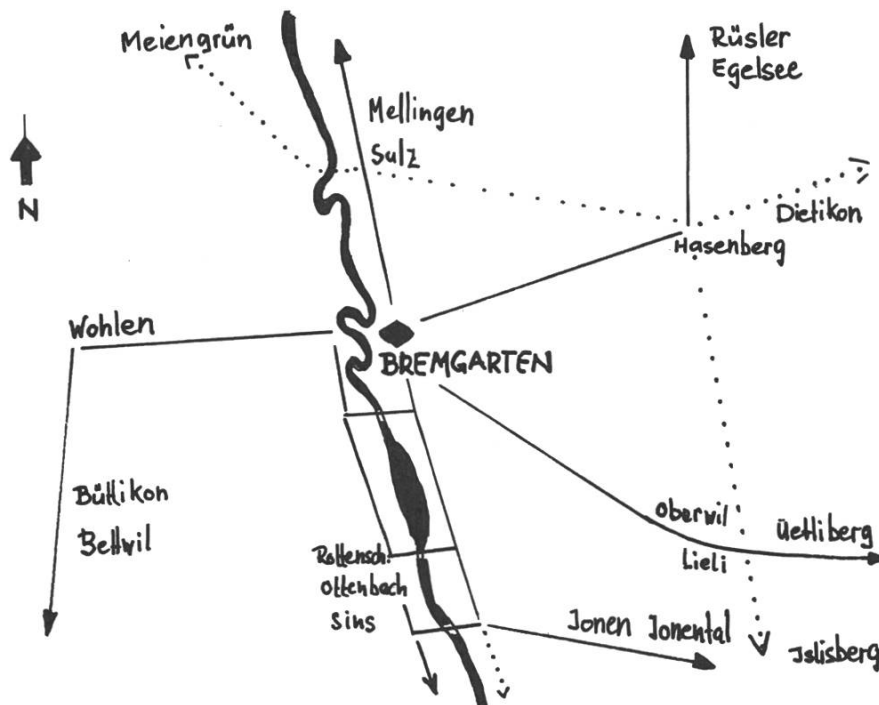 Meiengrün
Rüsler
Egelsee
Mellingen
Sulz
N
Dietikon
Hasenberg
Wohlen
BREMGARTEN
Büttikon
Bettwil
Oberwil
Üetliberg
Lieli
Rottensch.
Ottenbach
Sins
Jonen Jonental
Islisberg